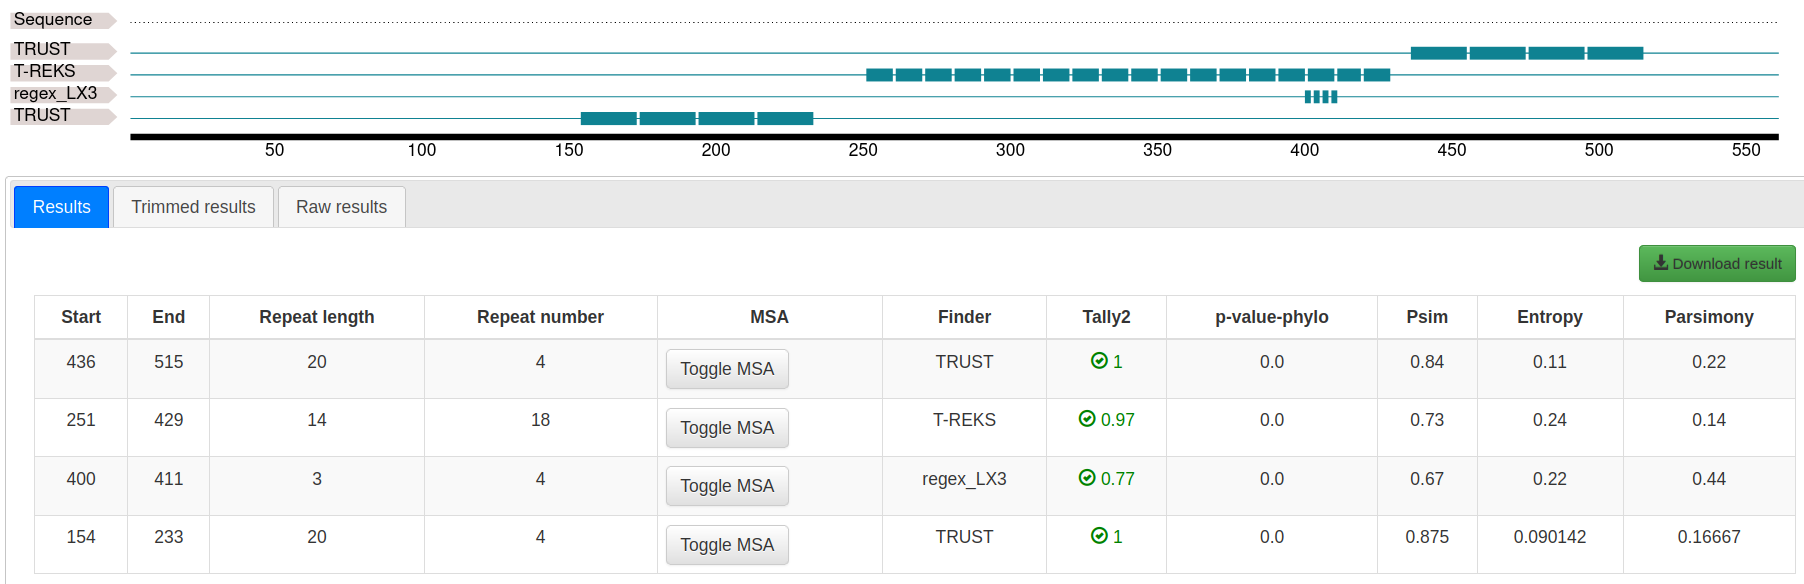 Sequence
TRUST
T-REKS
regex_LX3
TRUST
50 100 150 200 250 300 350 400 450 500 550
Results Trimmed results Raw results
Download result
Start End Repeat length Repeat number MSA Finder Tally2 p-value-phylo Psim Entropy Parsimony
436 515 20 4 Toggle MSA TRUST 1 0.0 0.84 0.11 0.22
251 429 14 18 Toggle MSA T-REKS 0.97 0.0 0.73 0.24 0.14
400 411 3 4 Toggle MSA regex_LX3 0.77 0.0 0.67 0.22 0.44
154 233 20 4 Toggle MSA TRUST 1 0.0 0.875 0.090142 0.16667